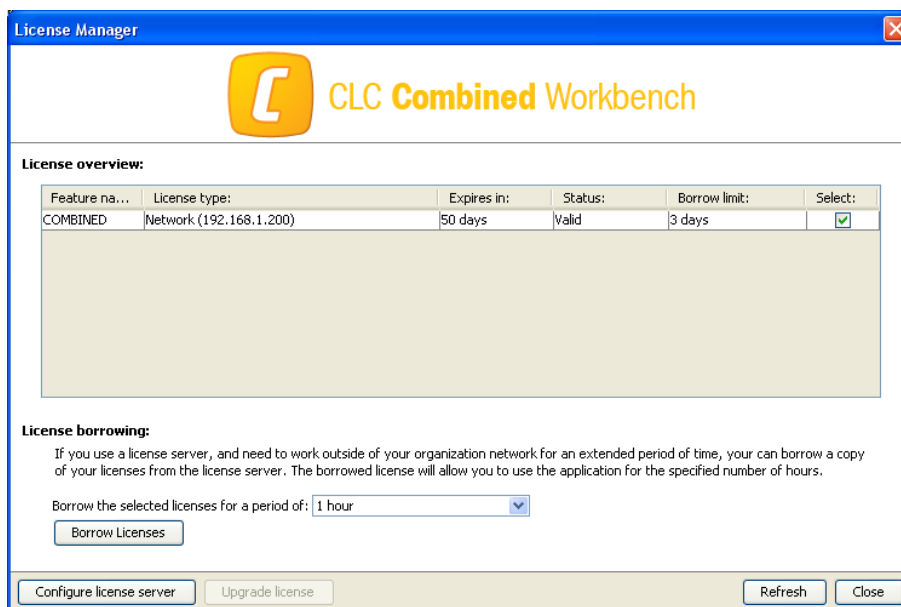 License Manager
CLC Combined Workbench
License overview:
Feature na... License type: Expires in: Status: Borrow limit: Select:
COMBINED Network (192.168.1.200) 50 days Valid 3 days
License borrowing:
If you use a license server, and need to work outside of your organization network for an extended period of time, your can borrow a copy
of your licenses from the license server. The borrowed license will allow you to use the application for the specified number of hours.
Borrow the selected licenses for a period of: 1 hour
Borrow Licenses
Configure license server Upgrade license Refresh Close